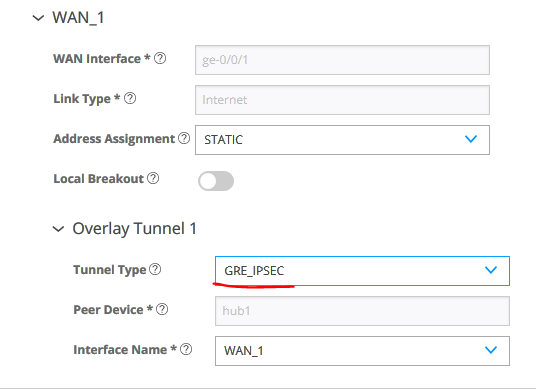 WAN_1
WAN Interface * ?
ge-0/0/1
Link Type * ?
Internet
Address Assignment ?
STATIC
Local Breakout ?
Overlay Tunnel 1
Tunnel Type ?
GRE_IPSEC
Peer Device * ?
hub1
Interface Name * ?
WAN_1